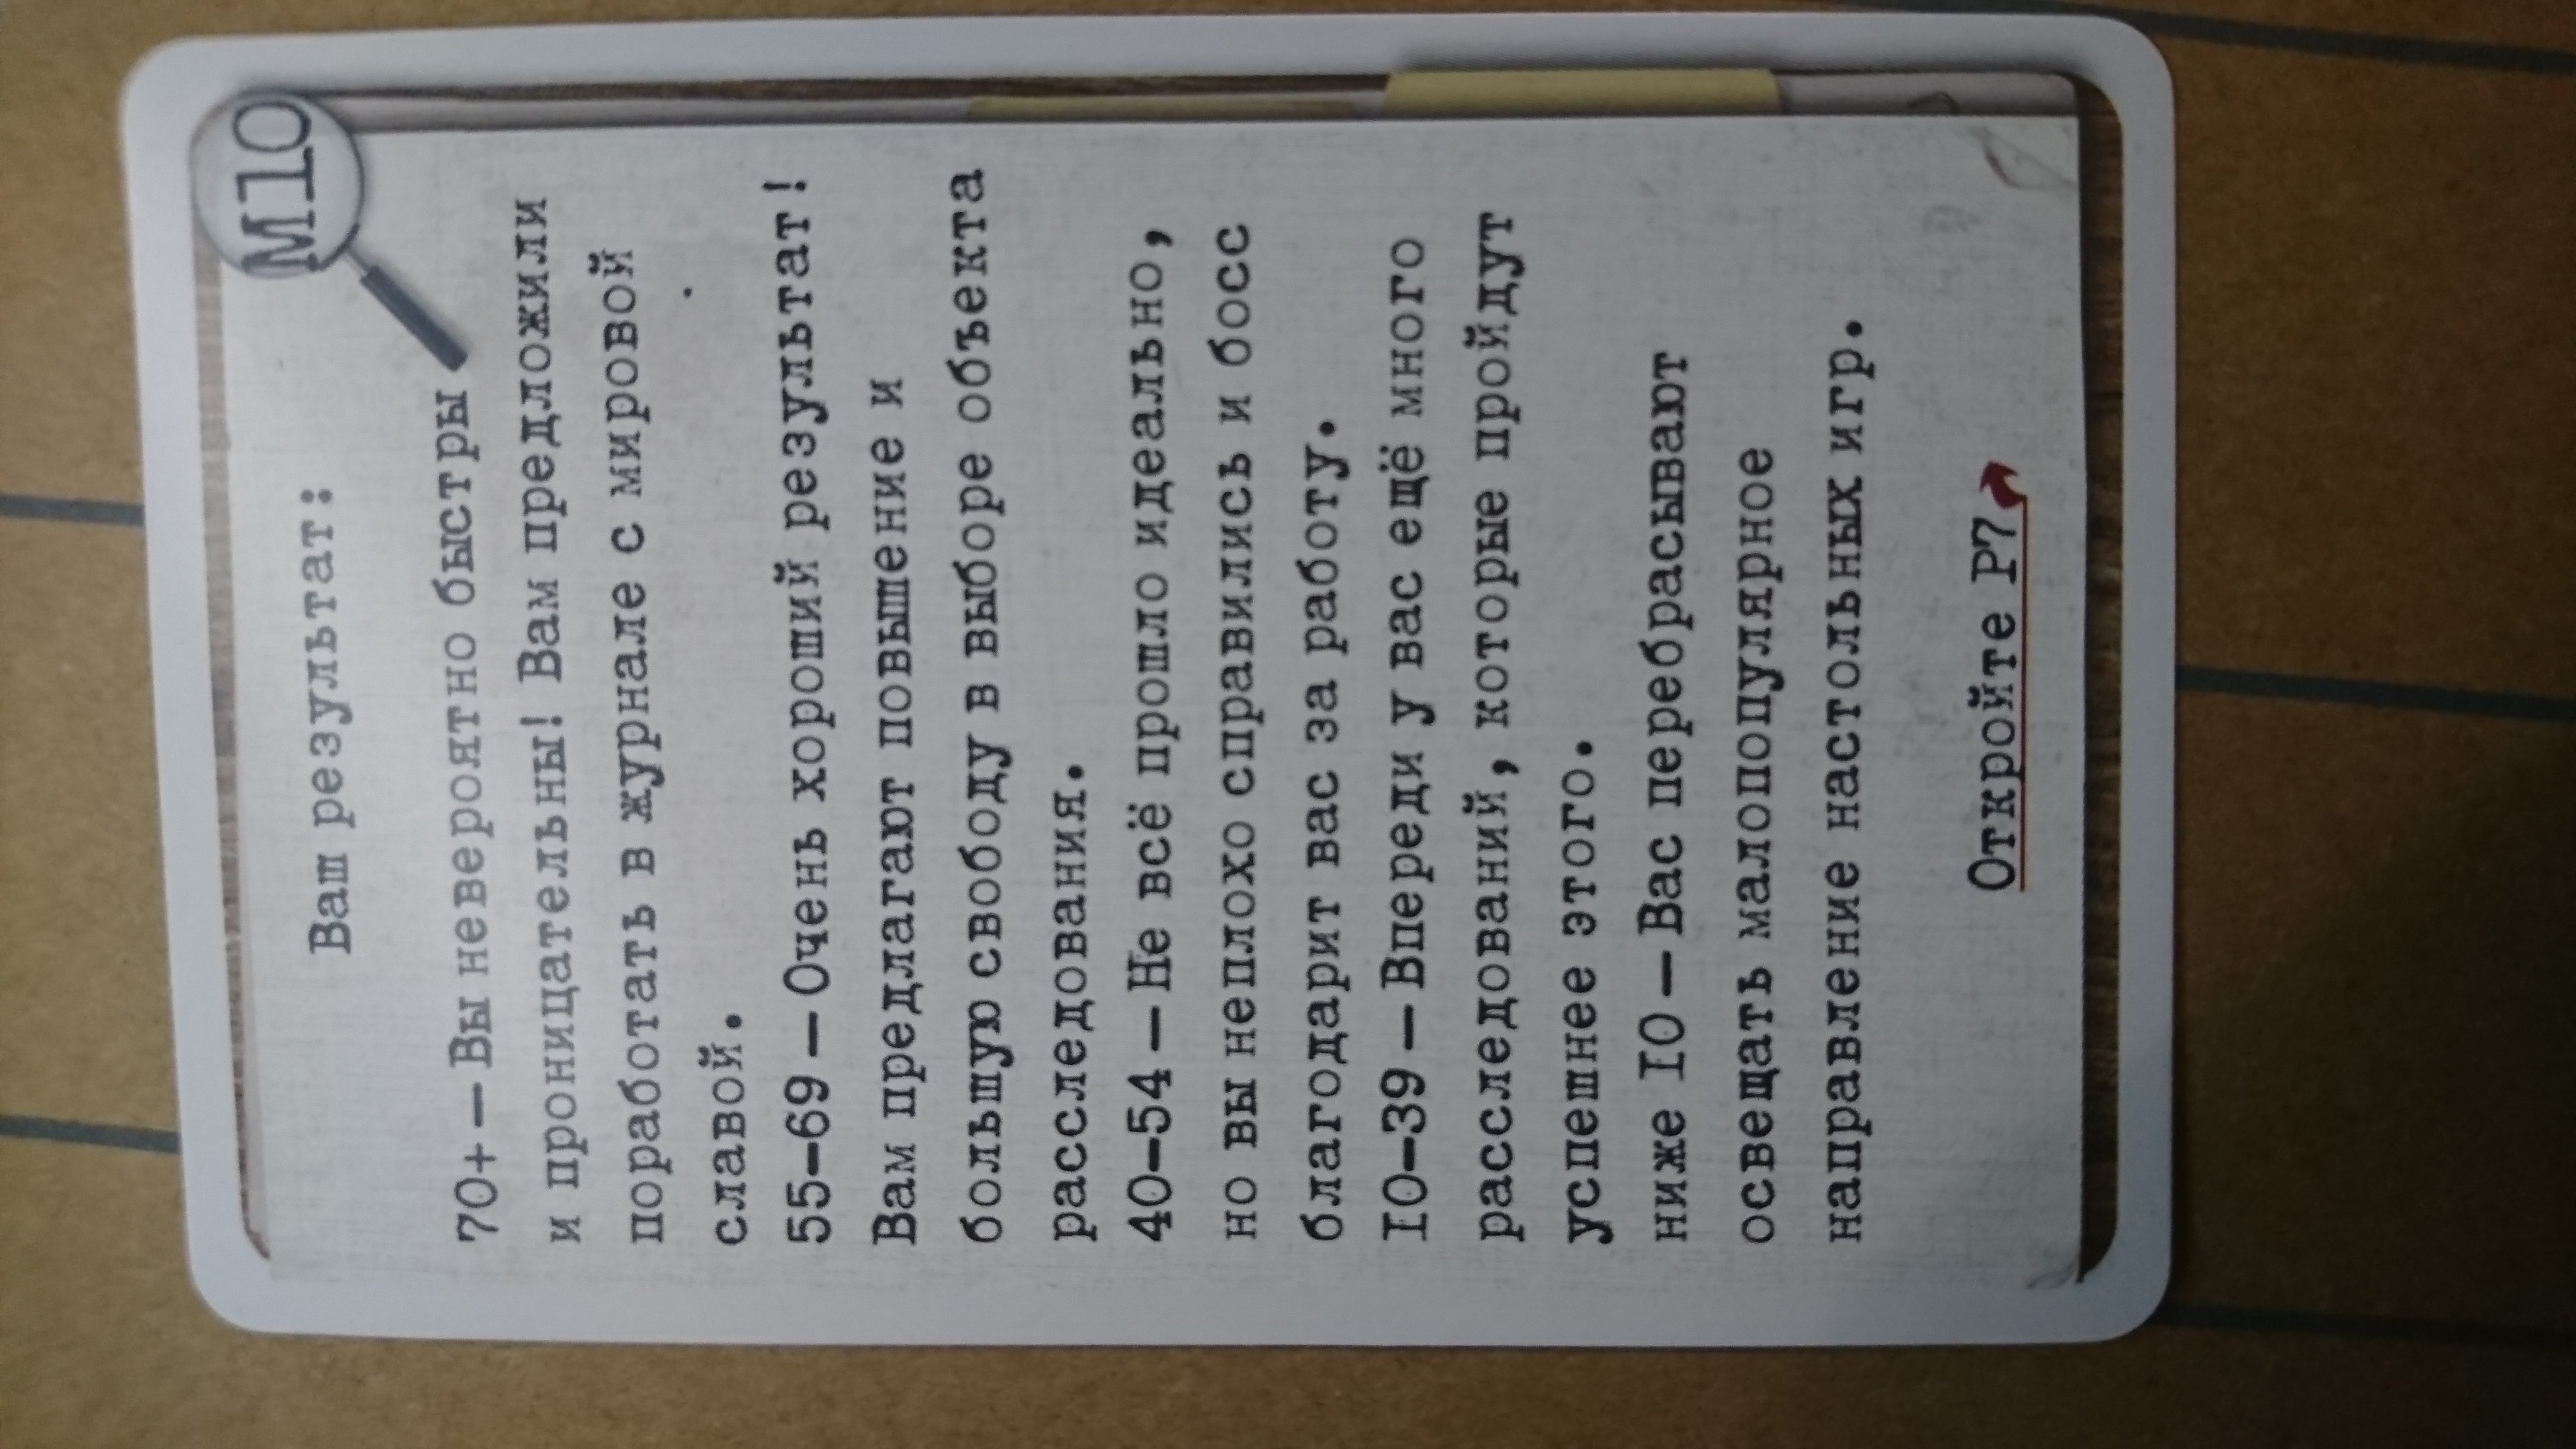 М10
Ваш результат:
70+ — Вы невероятно быстры
и проницательны! Вам предложили
поработать в журнале с мировой
славой.
55–69 — Очень хороший результат!
Вам предлагают повышение и
большую свободу в выборе объекта
расследования.
40–54 — Не всё прошло идеально,
но вы неплохо справились и босс
благодарит вас за работу.
10–39 — Впереди у вас ещё много
расследований, которые пройдут
успешнее этого.
ниже 10 — Вас перебрасывают
освещать малопопулярное
направление настольных игр.
Откройте Р7